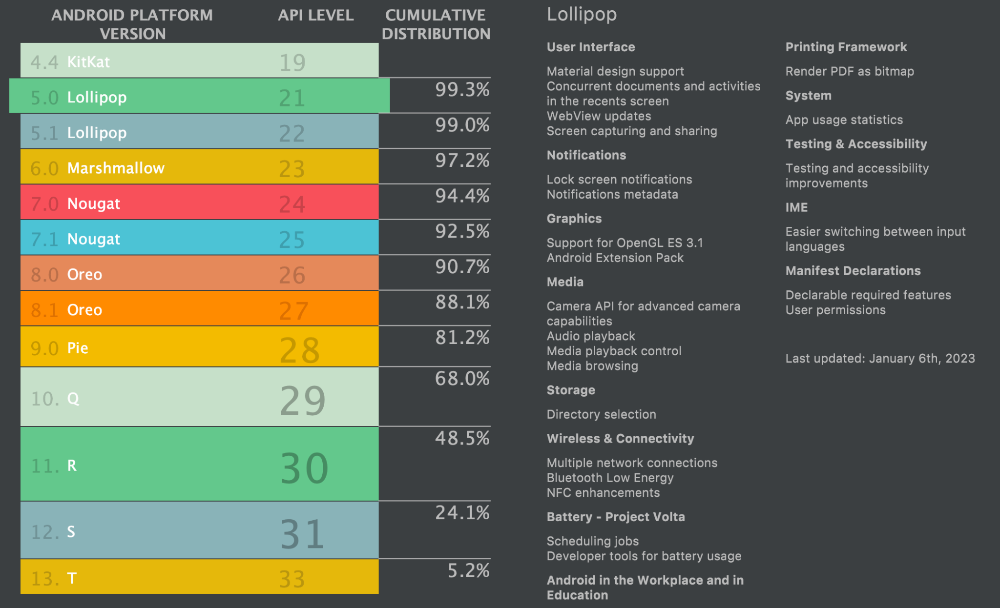 ANDROID PLATFORM
VERSION
API LEVEL
CUMULATIVE
DISTRIBUTION
4.4 KitKat 19
5.0 Lollipop 21 99.3%
5.1 Lollipop 22 99.0%
6.0 Marshmallow 23 97.2%
7.0 Nougat 24 94.4%
7.1 Nougat 25 92.5%
8.0 Oreo 26 90.7%
8.1 Oreo 27 88.1%
9.0 Pie 28 81.2%
10. Q 29 68.0%
11. R 30 48.5%
12. S 31 24.1%
13. T 33 5.2%
Lollipop
User Interface
Material design support
Concurrent documents and activities
in the recents screen
WebView updates
Screen capturing and sharing
Notifications
Lock screen notifications
Notifications metadata
Graphics
Support for OpenGL ES 3.1
Android Extension Pack
Media
Camera API for advanced camera
capabilities
Audio playback
Media playback control
Media browsing
Storage
Directory selection
Wireless & Connectivity
Multiple network connections
Bluetooth Low Energy
NFC enhancements
Battery - Project Volta
Scheduling jobs
Developer tools for battery usage
Android in the Workplace and in
Education
Printing Framework
Render PDF as bitmap
System
App usage statistics
Testing & Accessibility
Testing and accessibility
improvements
IME
Easier switching between input
languages
Manifest Declarations
Declarable required features
User permissions
Last updated: January 6th, 2023